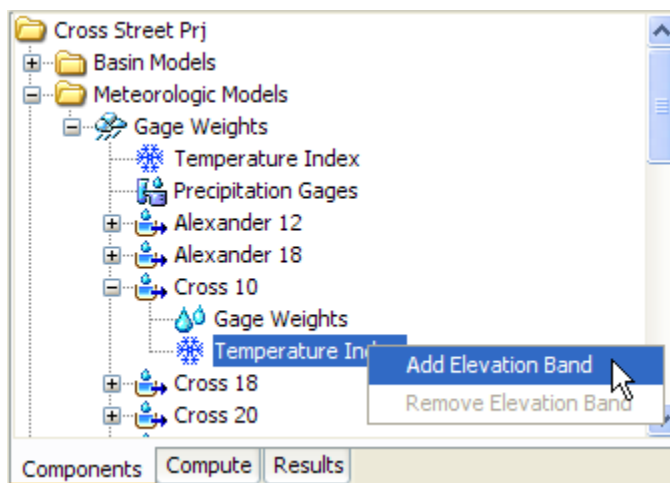 Cross Street Prj
Basin Models
Meteorologic Models
Gage Weights
Temperature Index
Precipitation Gages
Alexander 12
Alexander 18
Cross 10
Gage Weights
Temperature
Add Elevation Band
Remove Elevation Band
Cross 18
Cross 20
Components Compute Results